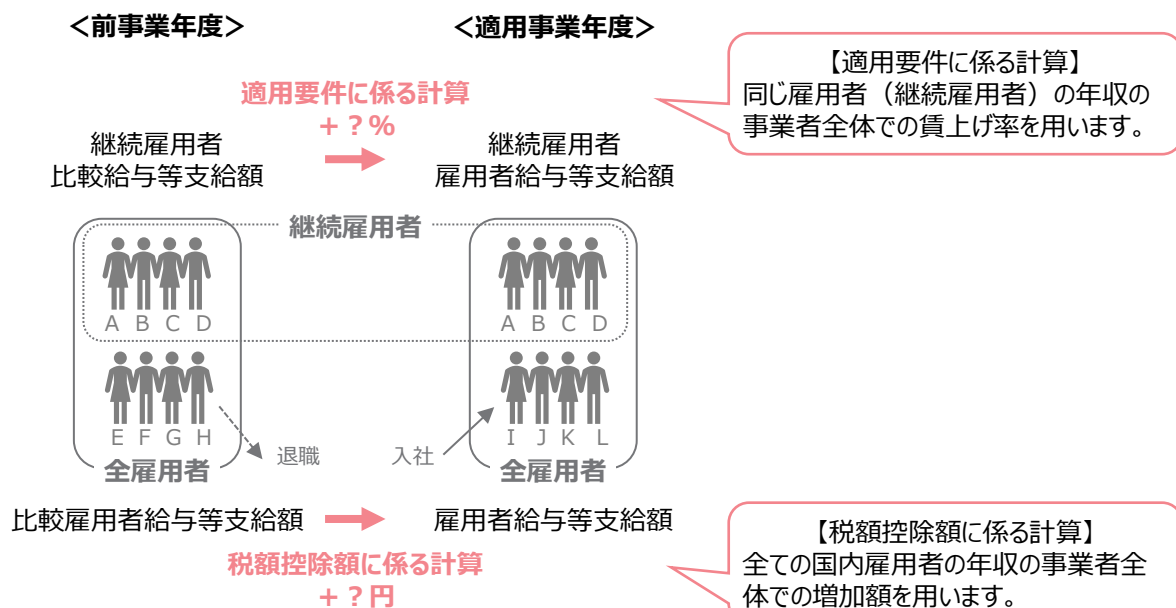 ＜前事業年度＞
＜適用事業年度＞
適用要件に係る計算
+ ? %
【適用要件に係る計算】
同じ雇用者（継続雇用者）の年収の
事業者全体での賃上げ率を用います。
継続雇用者
比較給与等支給額
継続雇用者
雇用者給与等支給額
継続雇用者
A B C D
A B C D
E F G H
I J K L
退職
入社
全雇用者
全雇用者
比較雇用者給与等支給額
雇用者給与等支給額
税額控除額に係る計算
+ ? 円
【税額控除額に係る計算】
全ての国内雇用者の年収の事業者全
体での増加額を用います。